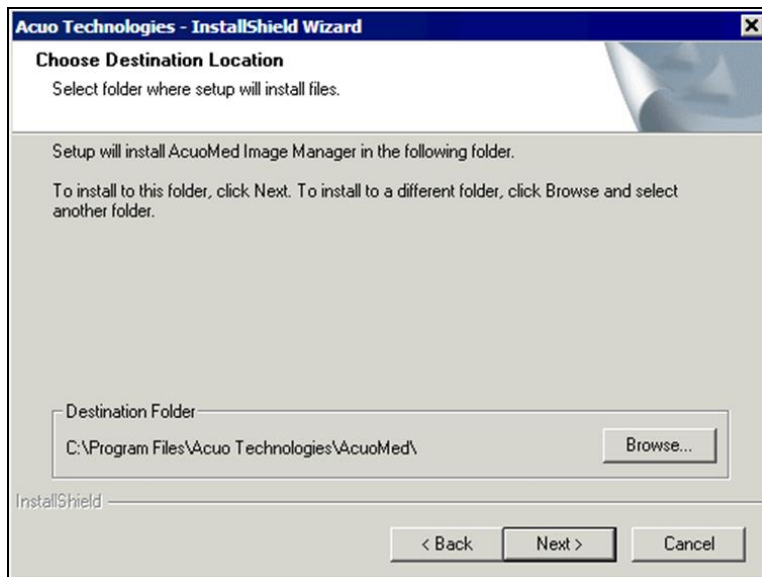 Acuo Technologies - InstallShield Wizard
Choose Destination Location
Select folder where setup will install files.
Setup will install AcuoMed Image Manager in the following folder.
To install to this folder, click Next. To install to a different folder, click Browse and select
another folder.
Destination Folder
C:\Program Files\Acuo Technologies\AcuoMed\
Browse...
InstallShield
< Back
Next >
Cancel